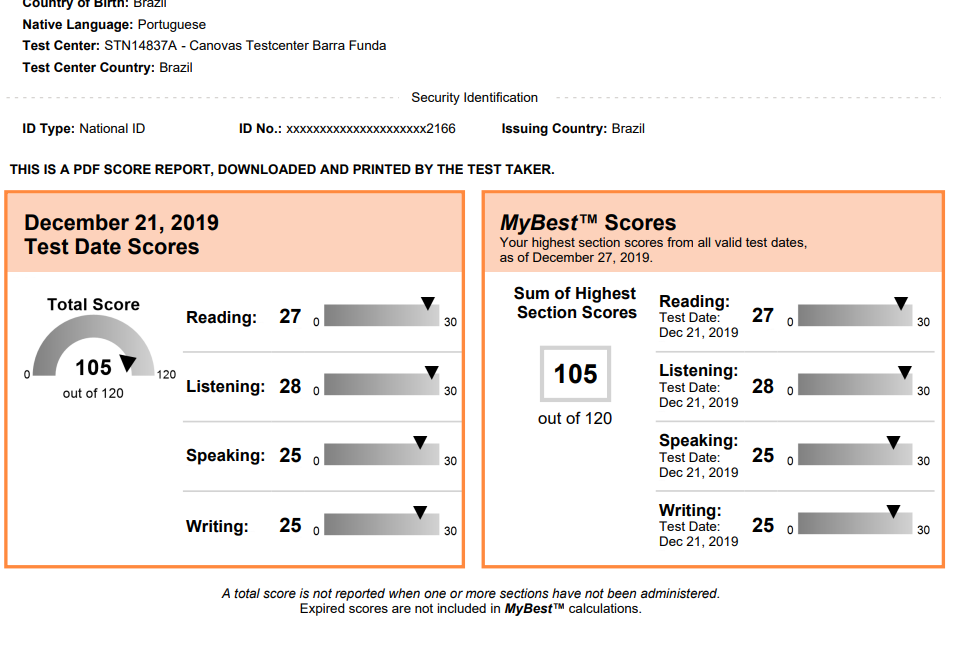 Country of Birth: Brazil
Native Language: Portuguese
Test Center: STN14837A - Canovas Testcenter Barra Funda
Test Center Country: Brazil
Security Identification
ID Type: National ID ID No.: xxxxxxxxxxxxxxxxxxxxx2166 Issuing Country: Brazil
THIS IS A PDF SCORE REPORT, DOWNLOADED AND PRINTED BY THE TEST TAKER.
December 21, 2019
Test Date Scores
Total Score
0 105 120
out of 120
Reading: 27 0 30
Listening: 28 0 30
Speaking: 25 0 30
Writing: 25 0 30
MyBest™ Scores
Your highest section scores from all valid test dates,
as of December 27, 2019.
Sum of Highest
Section Scores
105
out of 120
Reading:
Test Date: 27 0 30
Dec 21, 2019
Listening:
Test Date: 28 0 30
Dec 21, 2019
Speaking:
Test Date: 25 0 30
Dec 21, 2019
Writing:
Test Date: 25 0 30
Dec 21, 2019
A total score is not reported when one or more sections have not been administered.
Expired scores are not included in MyBest™ calculations.